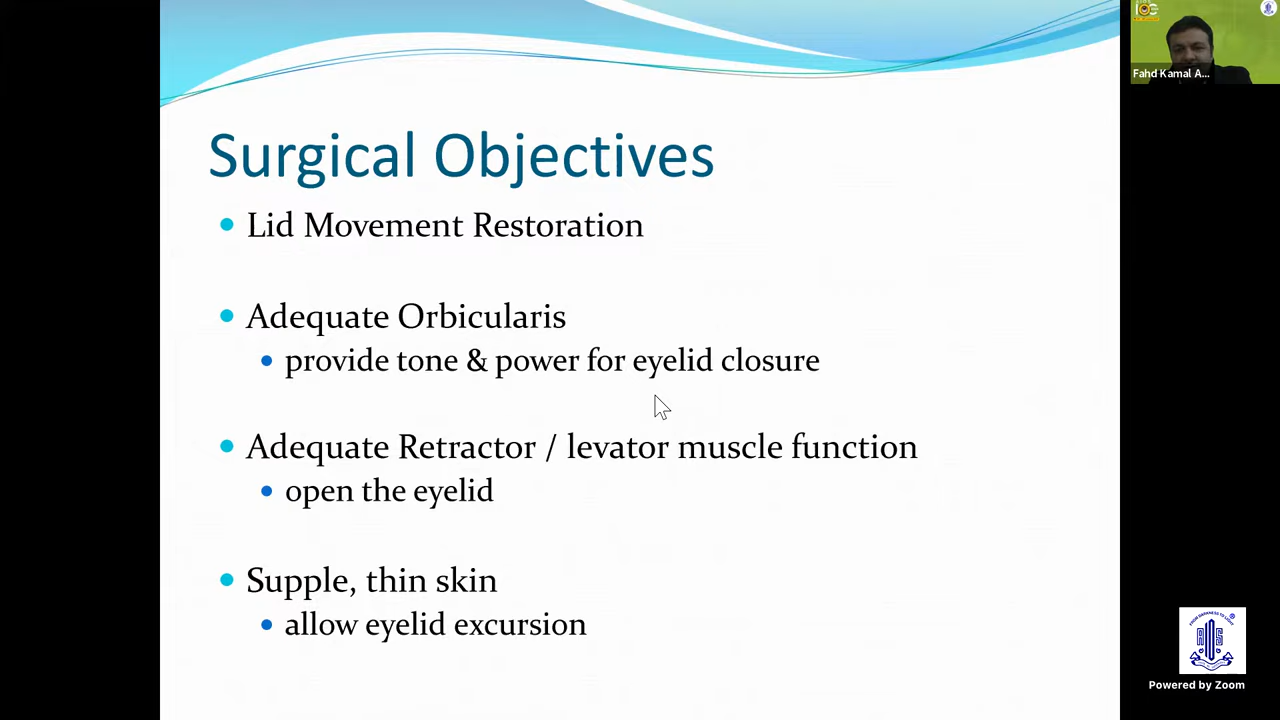 Surgical Objectives
Lid Movement Restoration
Adequate Orbicularis
provide tone & power for eyelid closure
Adequate Retractor / levator muscle function
open the eyelid
Supple, thin skin
allow eyelid excursion
Fahd Kamal A...
Powered by Zoom